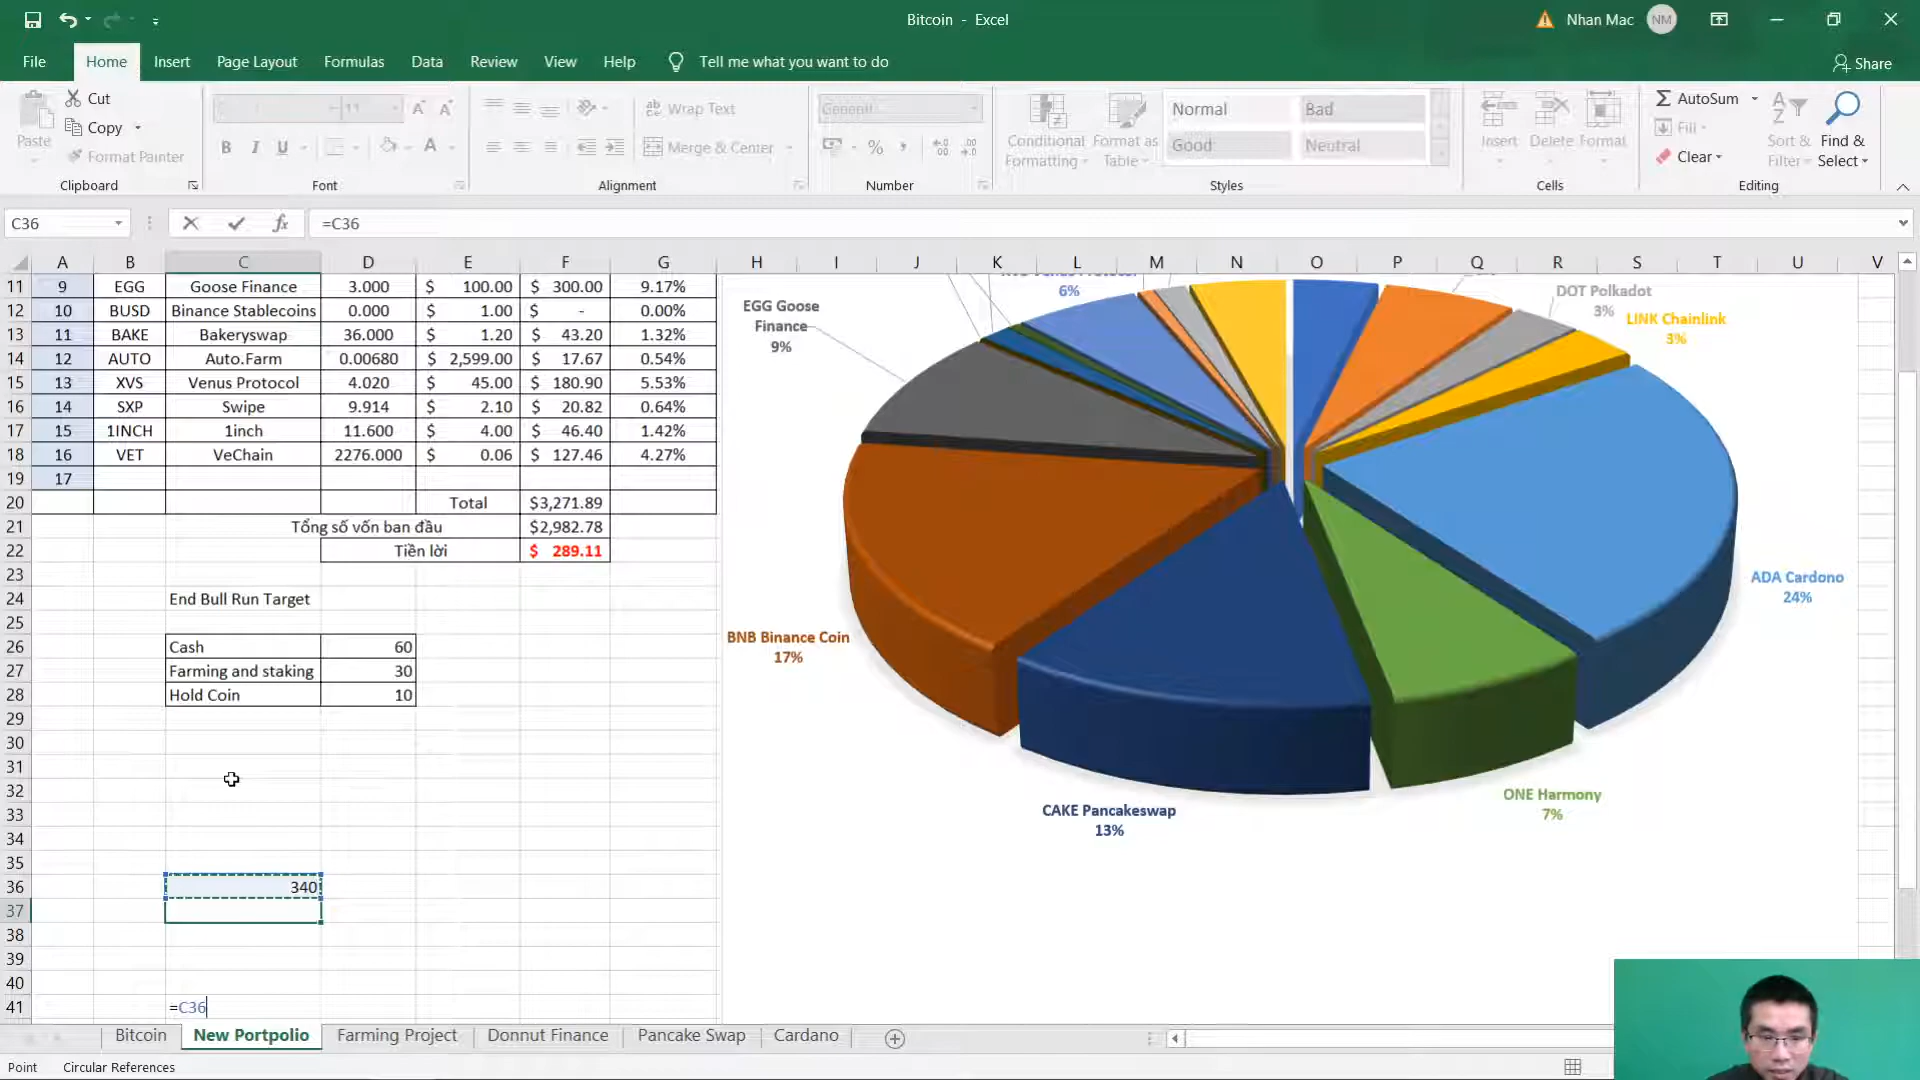 Bitcoin - Excel
Nhan Mac
NM
File
Home
Insert
Page Layout
Formulas
Data
Review
View
Help
Tell me what you want to do
Share
Paste
Cut
Copy
Format Painter
Clipboard
11
Font
Wrap Text
Merge & Center
Alignment
General
Number
Conditional Formatting
Format as Table
Normal
Bad
Good
Neutral
Styles
Insert
Delete
Format
Cells
AutoSum
Fill
Clear
Sort & Filter
Find & Select
Editing
C36
=C36
A B C D E F G H I J K L M N O P Q R S T U V
11 9 EGG Goose Finance 3.000 $ 100.00 $ 300.00 9.17%
12 10 BUSD Binance Stablecoins 0.000 $ 1.00 $ - 0.00%
13 11 BAKE Bakeryswap 36.000 $ 1.20 $ 43.20 1.32%
14 12 AUTO Auto.Farm 0.00680 $ 2,599.00 $ 17.67 0.54%
15 13 XVS Venus Protocol 4.020 $ 45.00 $ 180.90 5.53%
16 14 SXP Swipe 9.914 $ 2.10 $ 20.82 0.64%
17 15 1INCH 1inch 11.600 $ 4.00 $ 46.40 1.42%
18 16 VET VeChain 2276.000 $ 0.06 $ 127.46 4.27%
19 17
20 Total $3,271.89
21 Tổng số vốn ban đầu $2,982.78
22 Tiền lời $ 289.11
23
24 End Bull Run Target
25
26 Cash 60
27 Farming and staking 30
28 Hold Coin 10
29
30
31
32
33
34
35
36 340
37
38
39
40
41 =C36
6%
EGG Goose
Finance
9%
DOT Polkadot
3%
LINK Chainlink
3%
ADA Cardono
24%
BNB Binance Coin
17%
ONE Harmony
7%
CAKE Pancakeswap
13%
Bitcoin
New Portpolio
Farming Project
Donnut Finance
Pancake Swap
Cardano
Point
Circular References